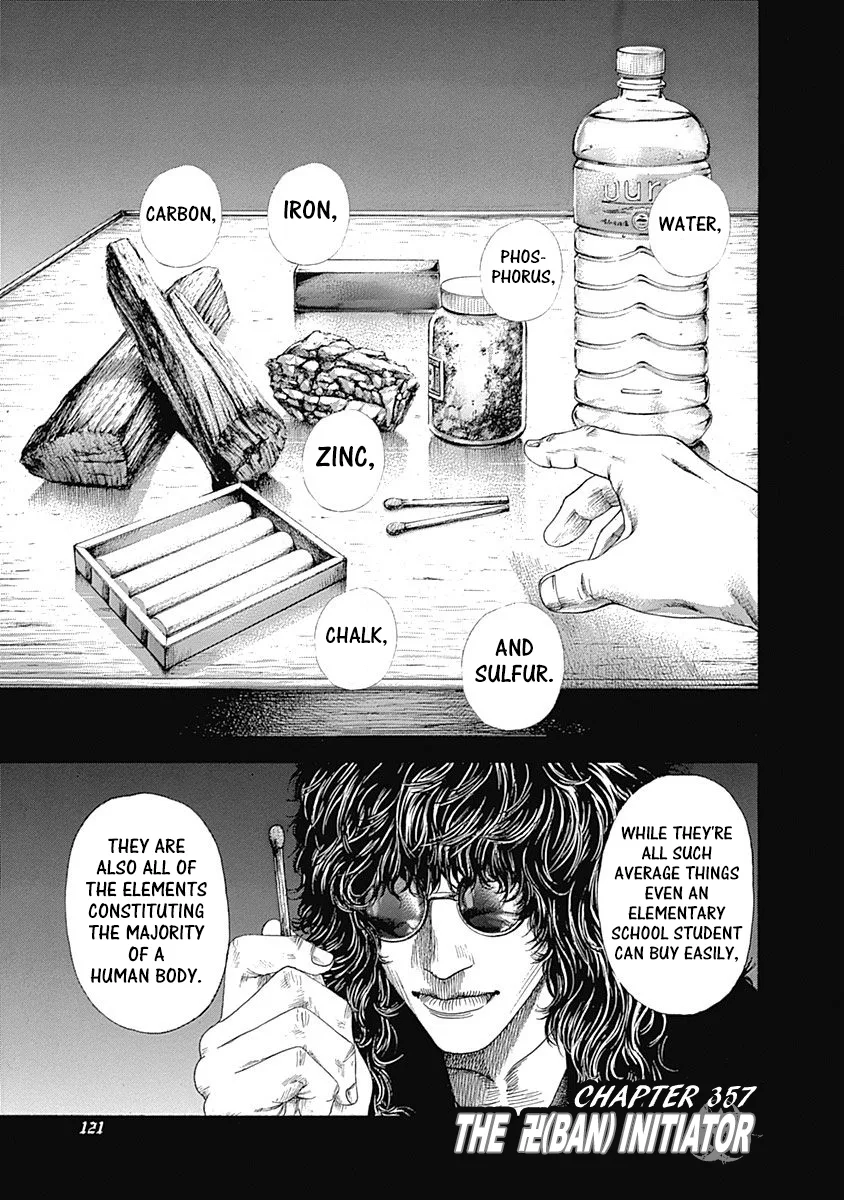 WATER,
PHOS-
PHORUS,
IRON,
CARBON,
ZINC,
AND
SULFUR.
CHALK,
WHILE THEY'RE
ALL SUCH
AVERAGE THINGS
EVEN AN
ELEMENTARY
SCHOOL STUDENT
CAN BUY EASILY,
THEY ARE
ALSO ALL OF
THE ELEMENTS
CONSTITUTING
THE MAJORITY
OF A
HUMAN BODY.
CHAPTER 357
THE 卍(BAN) INITIATOR
121